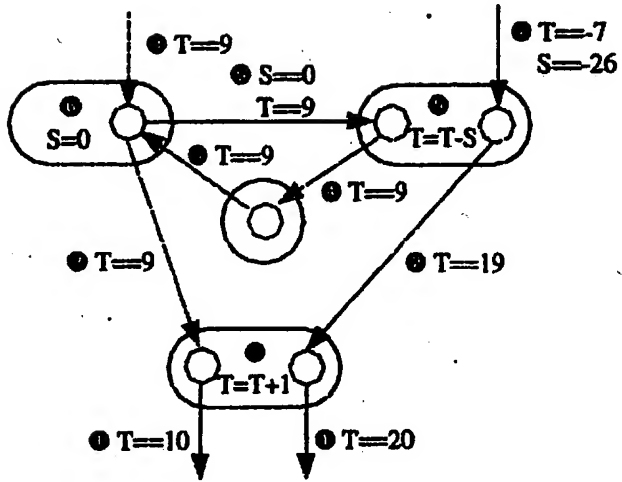 T==9
T==-7
S==-26
S==0
T==9
S=0
T=T-S
T==9
T==9
T==9
T==19
T=T+1
T==10
T==20